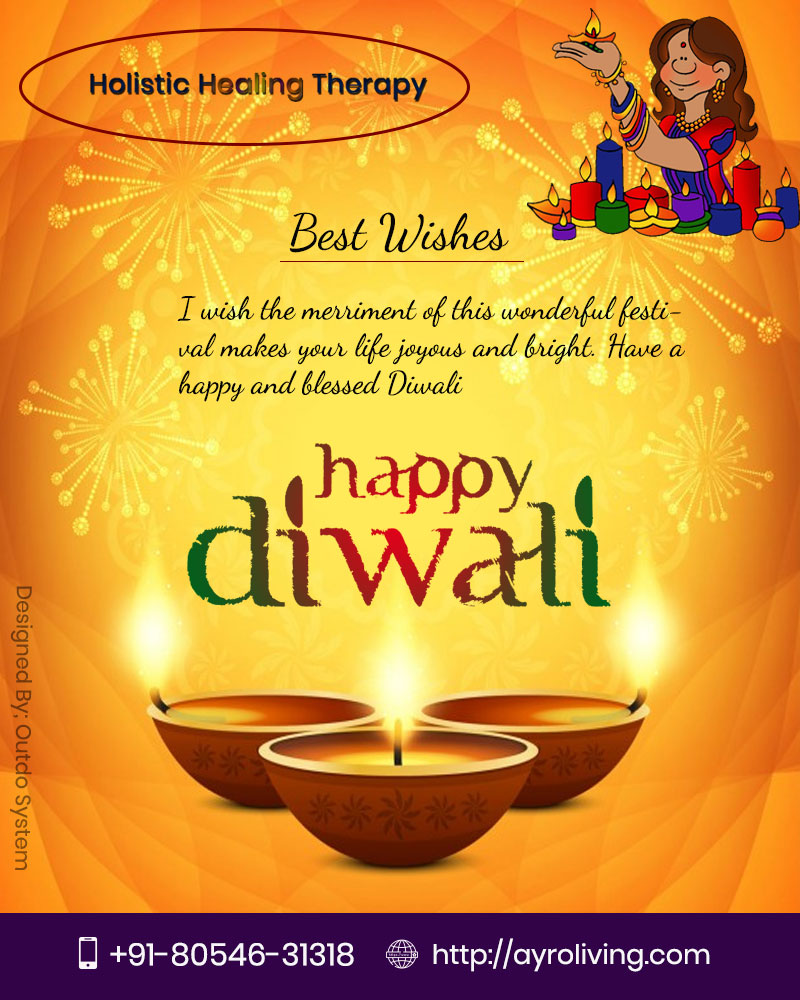 Holistic Healing Therapy
Best Wishes
I wish the merriment of this wonderful festi-
val makes your life joyous and bright. Have a
happy and blessed Diwali
happy
diwali
Designed By; Outdo System
+91-80546-31318
http://ayroliving.com